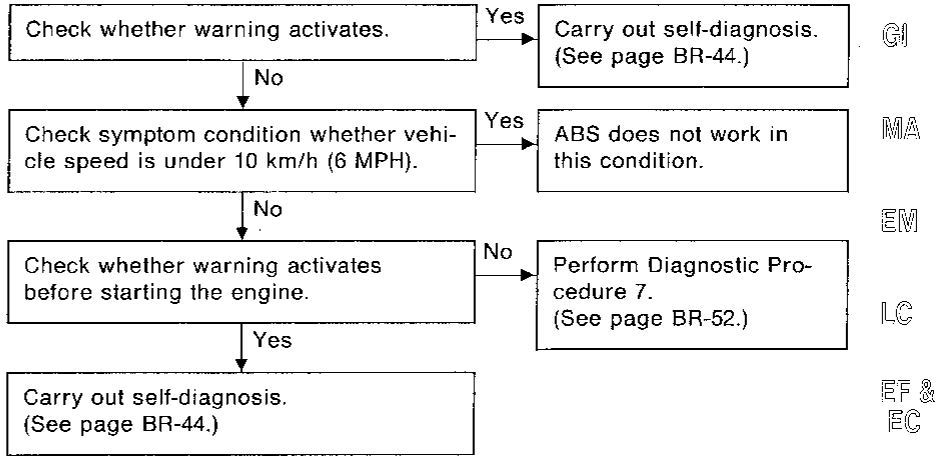 Check whether warning activates.
Yes
Carry out self-diagnosis.
(See page BR-44.)
GI
No
Check symptom condition whether vehi-
cle speed is under 10 km/h (6 MPH).
Yes
ABS does not work in
this condition.
MA
No
EM
Check whether warning activates
before starting the engine.
No
Perform Diagnostic Pro-
cedure 7.
(See page BR-52.)
LC
Yes
Carry out self-diagnosis.
(See page BR-44.)
EF &
EC